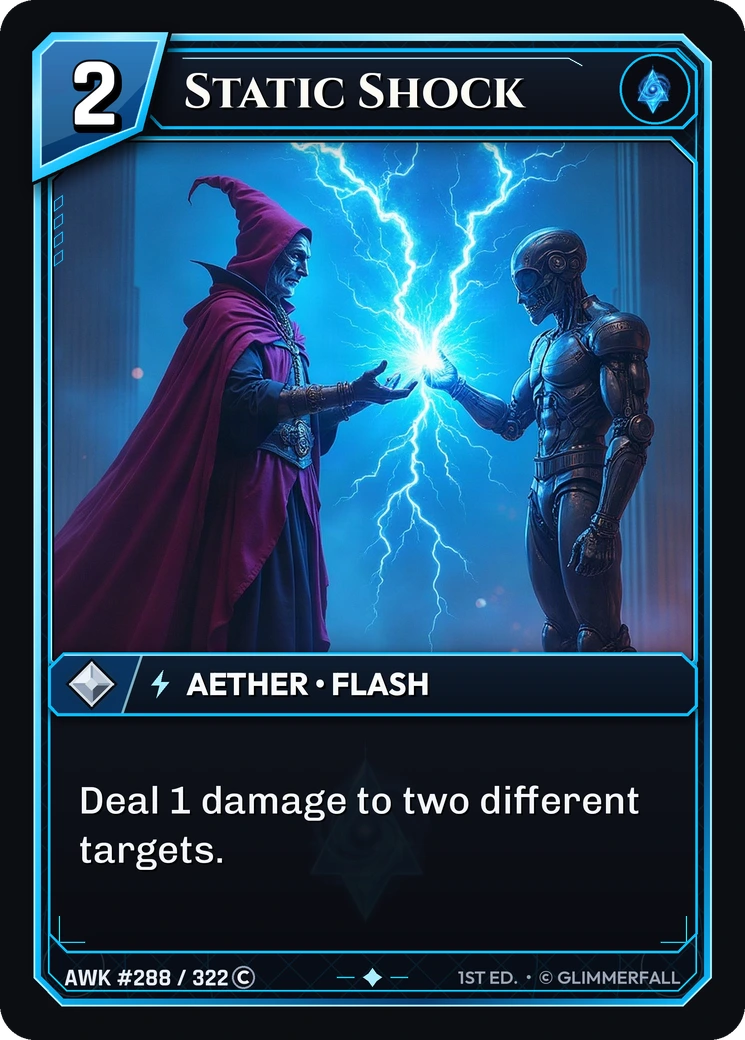 2
STATIC SHOCK
AETHER • FLASH
Deal 1 damage to two different
targets.
AWK #288 / 322 Ⓒ
1ST ED. • © GLIMMERFALL